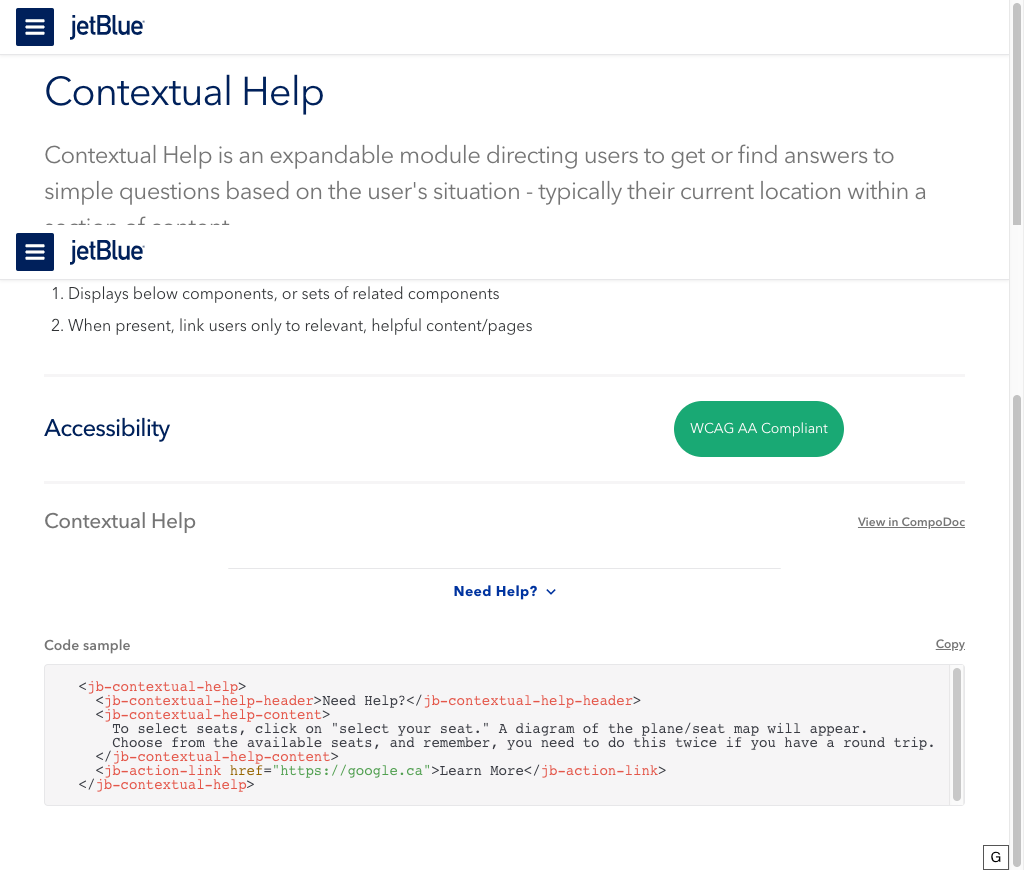 jetBlue
Contextual Help
Contextual Help is an expandable module directing users to get or find answers to
simple questions based on the user's situation - typically their current location within a
section of content
jetBlue
1. Displays below components, or sets of related components
2. When present, link users only to relevant, helpful content/pages
Accessibility
WCAG AA Compliant
Contextual Help
View in CompoDoc
Need Help?
Code sample
Copy
<jb-contextual-help>
<jb-contextual-help-header>Need Help?</jb-contextual-help-header>
<jb-contextual-help-content>
To select seats, click on "select your seat." A diagram of the plane/seat map will appear.
Choose from the available seats, and remember, you need to do this twice if you have a round trip.
</jb-contextual-help-content>
<jb-action-link href="https://google.ca">Learn More</jb-action-link>
</jb-contextual-help>
G